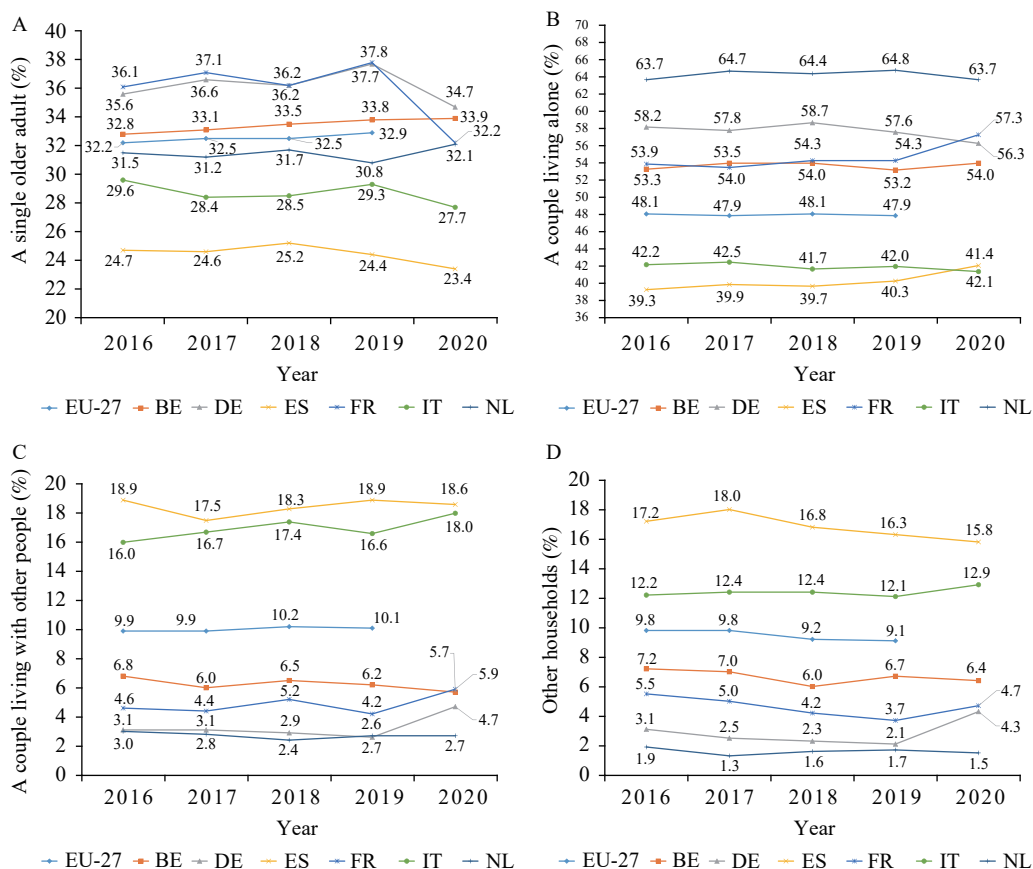 A
A single older adult (%)
40
38
36
34
32
30
28
26
24
22
20
36.1 37.1 36.2 37.8
35.6 36.6 36.2 37.7 34.7
32.8 33.1 33.5 33.8 33.9
32.2 32.5 32.5 32.9 32.2
31.5 31.2 31.7 30.8 32.1
29.6 28.4 28.5 29.3 27.7
24.7 24.6 25.2 24.4 23.4
2016 2017 2018 2019 2020
Year
EU-27 BE DE ES FR IT NL
B
A couple living alone (%)
70
68
66
64
62
60
58
56
54
52
50
48
46
44
42
40
38
36
63.7 64.7 64.4 64.8 63.7
58.2 57.8 58.7 57.6 57.3
53.9 53.5 54.3 54.3 56.3
53.3 54.0 54.0 53.2 54.0
48.1 47.9 48.1 47.9
42.2 42.5 41.7 42.0 41.4
39.3 39.9 39.7 40.3 42.1
2016 2017 2018 2019 2020
Year
EU-27 BE DE ES FR IT NL
C
A couple living with other people (%)
20
18
16
14
12
10
8
6
4
2
0
18.9 17.5 18.3 18.9 18.6
16.0 16.7 17.4 16.6 18.0
9.9 9.9 10.2 10.1
6.8 6.0 6.5 6.2 5.7
4.6 4.4 5.2 4.2 5.9
3.1 3.1 2.9 2.6 4.7
3.0 2.8 2.4 2.7 2.7
2016 2017 2018 2019 2020
Year
EU-27 BE DE ES FR IT NL
D
Other households (%)
20
18
16
14
12
10
8
6
4
2
0
17.2 18.0 16.8 16.3 15.8
12.2 12.4 12.4 12.1 12.9
9.8 9.8 9.2 9.1
7.2 7.0 6.0 6.7 6.4
5.5 5.0 4.2 3.7 4.7
3.1 2.5 2.3 2.1 4.3
1.9 1.3 1.6 1.7 1.5
2016 2017 2018 2019 2020
Year
EU-27 BE DE ES FR IT NL